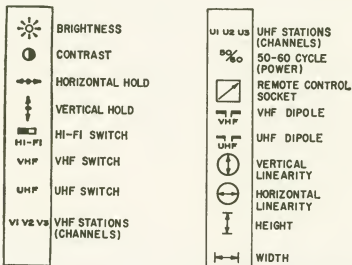 BRIGHTNESS
CONTRAST
HORIZONTAL HOLD
VERTICAL HOLD
HI-FI HI-FI SWITCH
VHF VHF SWITCH
UHF UHF SWITCH
V1 V2 V3 VHF STATIONS
(CHANNELS)
U1 U2 U3 UHF STATIONS
(CHANNELS)
50/60 50-60 CYCLE
(POWER)
REMOTE CONTROL
SOCKET
VHF VHF DIPOLE
UHF UHF DIPOLE
VERTICAL
LINEARITY
HORIZONTAL
LINEARITY
HEIGHT
WIDTH